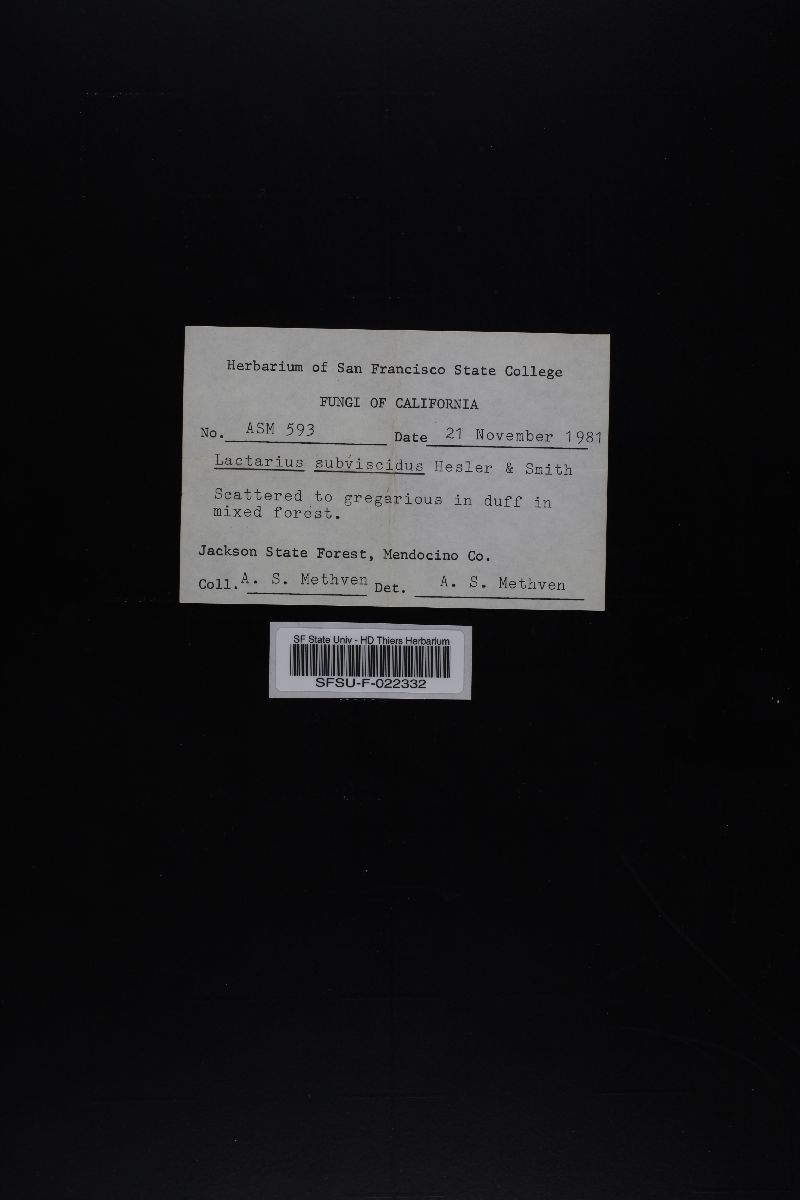 Herbarium of San Francisco State College
FUNGI OF CALIFORNIA
No. ASM 593 Date 21 November 1981
Lactarius subviscidus Hesler & Smith
Scattered to gregarious in duff in
mixed forest.
Jackson State Forest, Mendocino Co.
Coll. A. S. Methven Det. A. S. Methven
SF State Univ - HD Thiers Herbarium
SFSU-F-022332